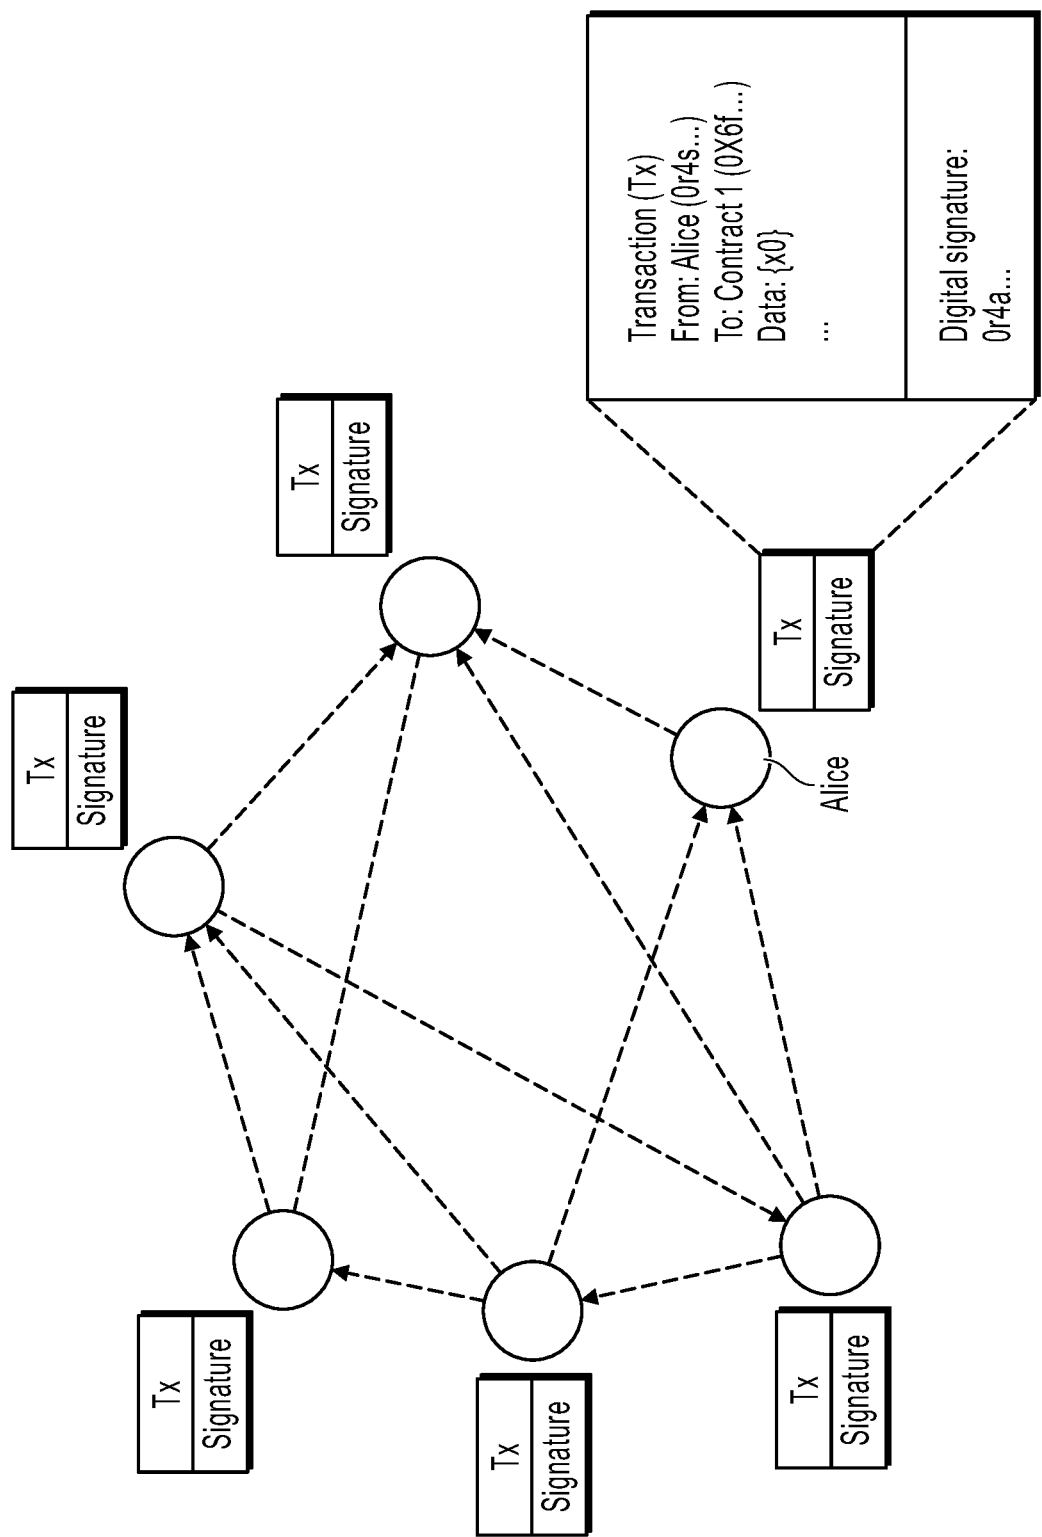 Tx
Signature
Tx
Signature
Tx
Signature
Tx
Signature
Tx
Signature
Alice
Tx
Signature
Transaction (Tx)
From: Alice (0r4s...)
To: Contract 1 (0X6f...)
Data: {x0}
...
Digital signature:
0r4a...